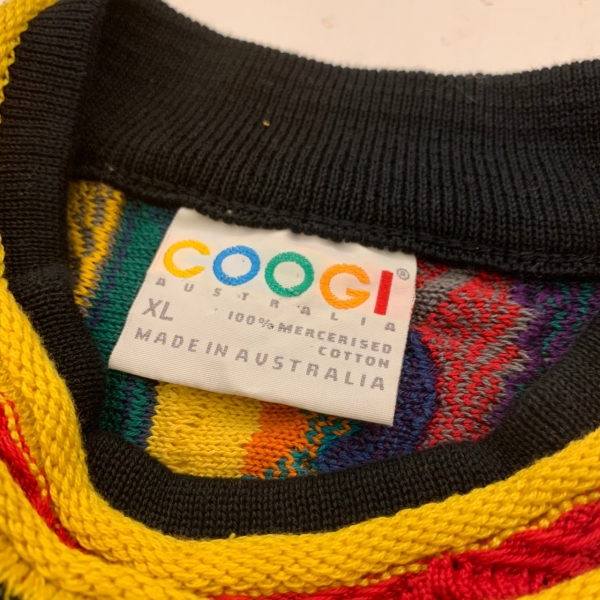 COOGI®
AUSTRALIA
XL 100% MERCERISED
COTTON
MADE IN AUSTRALIA